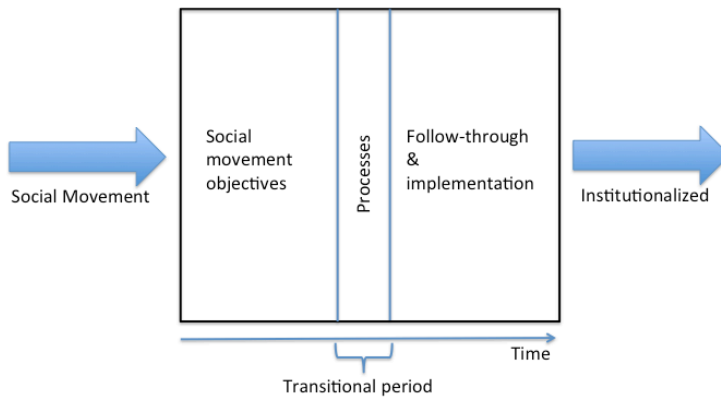 Social Movement
Social
movement
objectives
Processes
Follow-through
&
implementation
Institutionalized
Time
Transitional period